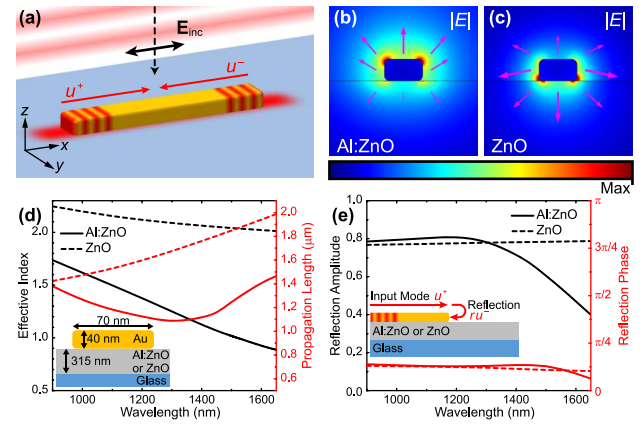 (a)
E_inc
u⁺
u⁻
z
x
y
(b)
|E|
Al:ZnO
(c)
|E|
ZnO
Max
(d)
Al:ZnO
ZnO
2.0
1.5
1.0
0.5
Effective Index
2.0
1.8
1.6
1.4
1.2
1.0
0.8
0.6
Propagation Length (μm)
70 nm
40 nm Au
315 nm
Al:ZnO
or ZnO
Glass
1000 1200 1400 1600
Wavelength (nm)
(e)
Al:ZnO
ZnO
1.0
0.8
0.6
0.4
0.2
0.0
Reflection Amplitude
π
3π/4
π/2
π/4
0
Reflection Phase
Input Mode u⁺
Reflection
ru⁻
Al:ZnO or ZnO
Glass
1000 1200 1400 1600
Wavelength (nm)